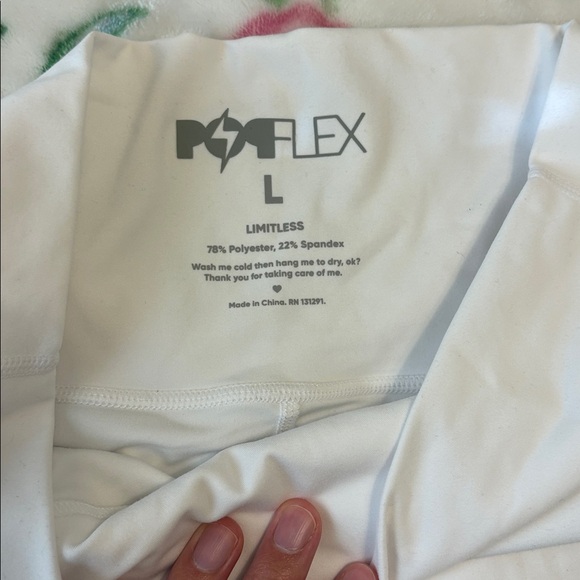 POPFLEX
L
LIMITLESS
78% Polyester, 22% Spandex
Wash me cold then hang me to dry, ok?
Thank you for taking care of me.
Made in China. RN 131291.